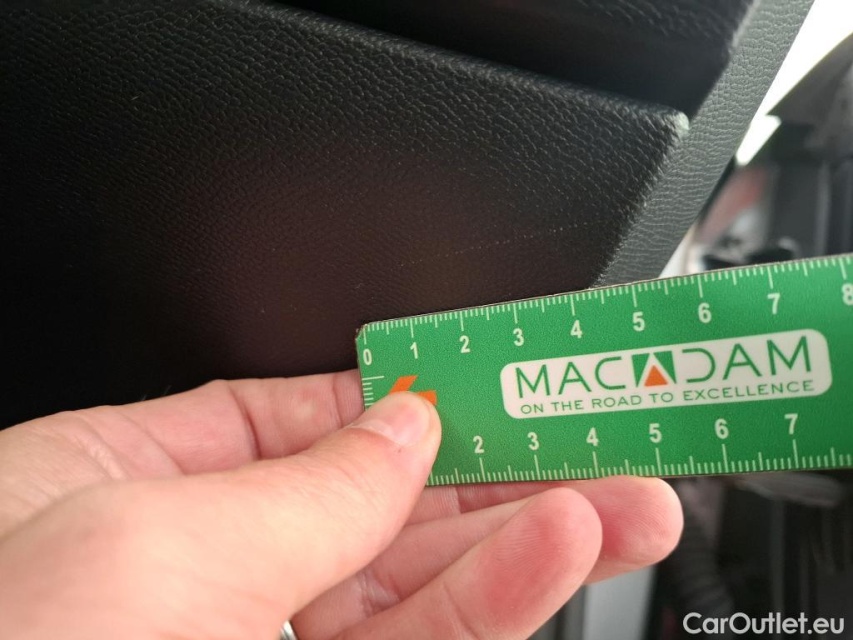 0 1 2 3 4 5 6 7 8
MACADAM
ON THE ROAD TO EXCELLENCE
2 3 4 5 6 7
CarOutlet.eu